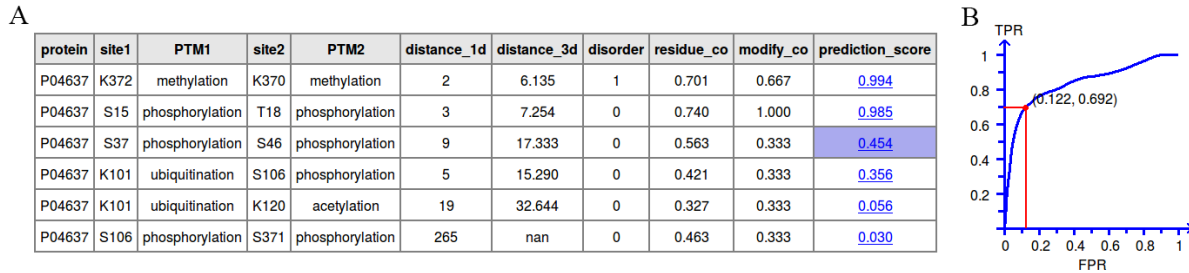 A
protein site1 PTM1 site2 PTM2 distance_1d distance_3d disorder residue_co modify_co prediction_score
P04637 K372 methylation K370 methylation 2 6.135 1 0.701 0.667 0.994
P04637 S15 phosphorylation T18 phosphorylation 3 7.254 0 0.740 1.000 0.985
P04637 S37 phosphorylation S46 phosphorylation 9 17.333 0 0.563 0.333 0.454
P04637 K101 ubiquitination S106 phosphorylation 5 15.290 0 0.421 0.333 0.356
P04637 K101 ubiquitination K120 acetylation 19 32.644 0 0.327 0.333 0.056
P04637 S106 phosphorylation S371 phosphorylation 265 nan 0 0.463 0.333 0.030
B
TPR
1
0.8
(0.122, 0.692)
0.6
0.4
0.2
0 0.2 0.4 0.6 0.8 1
FPR